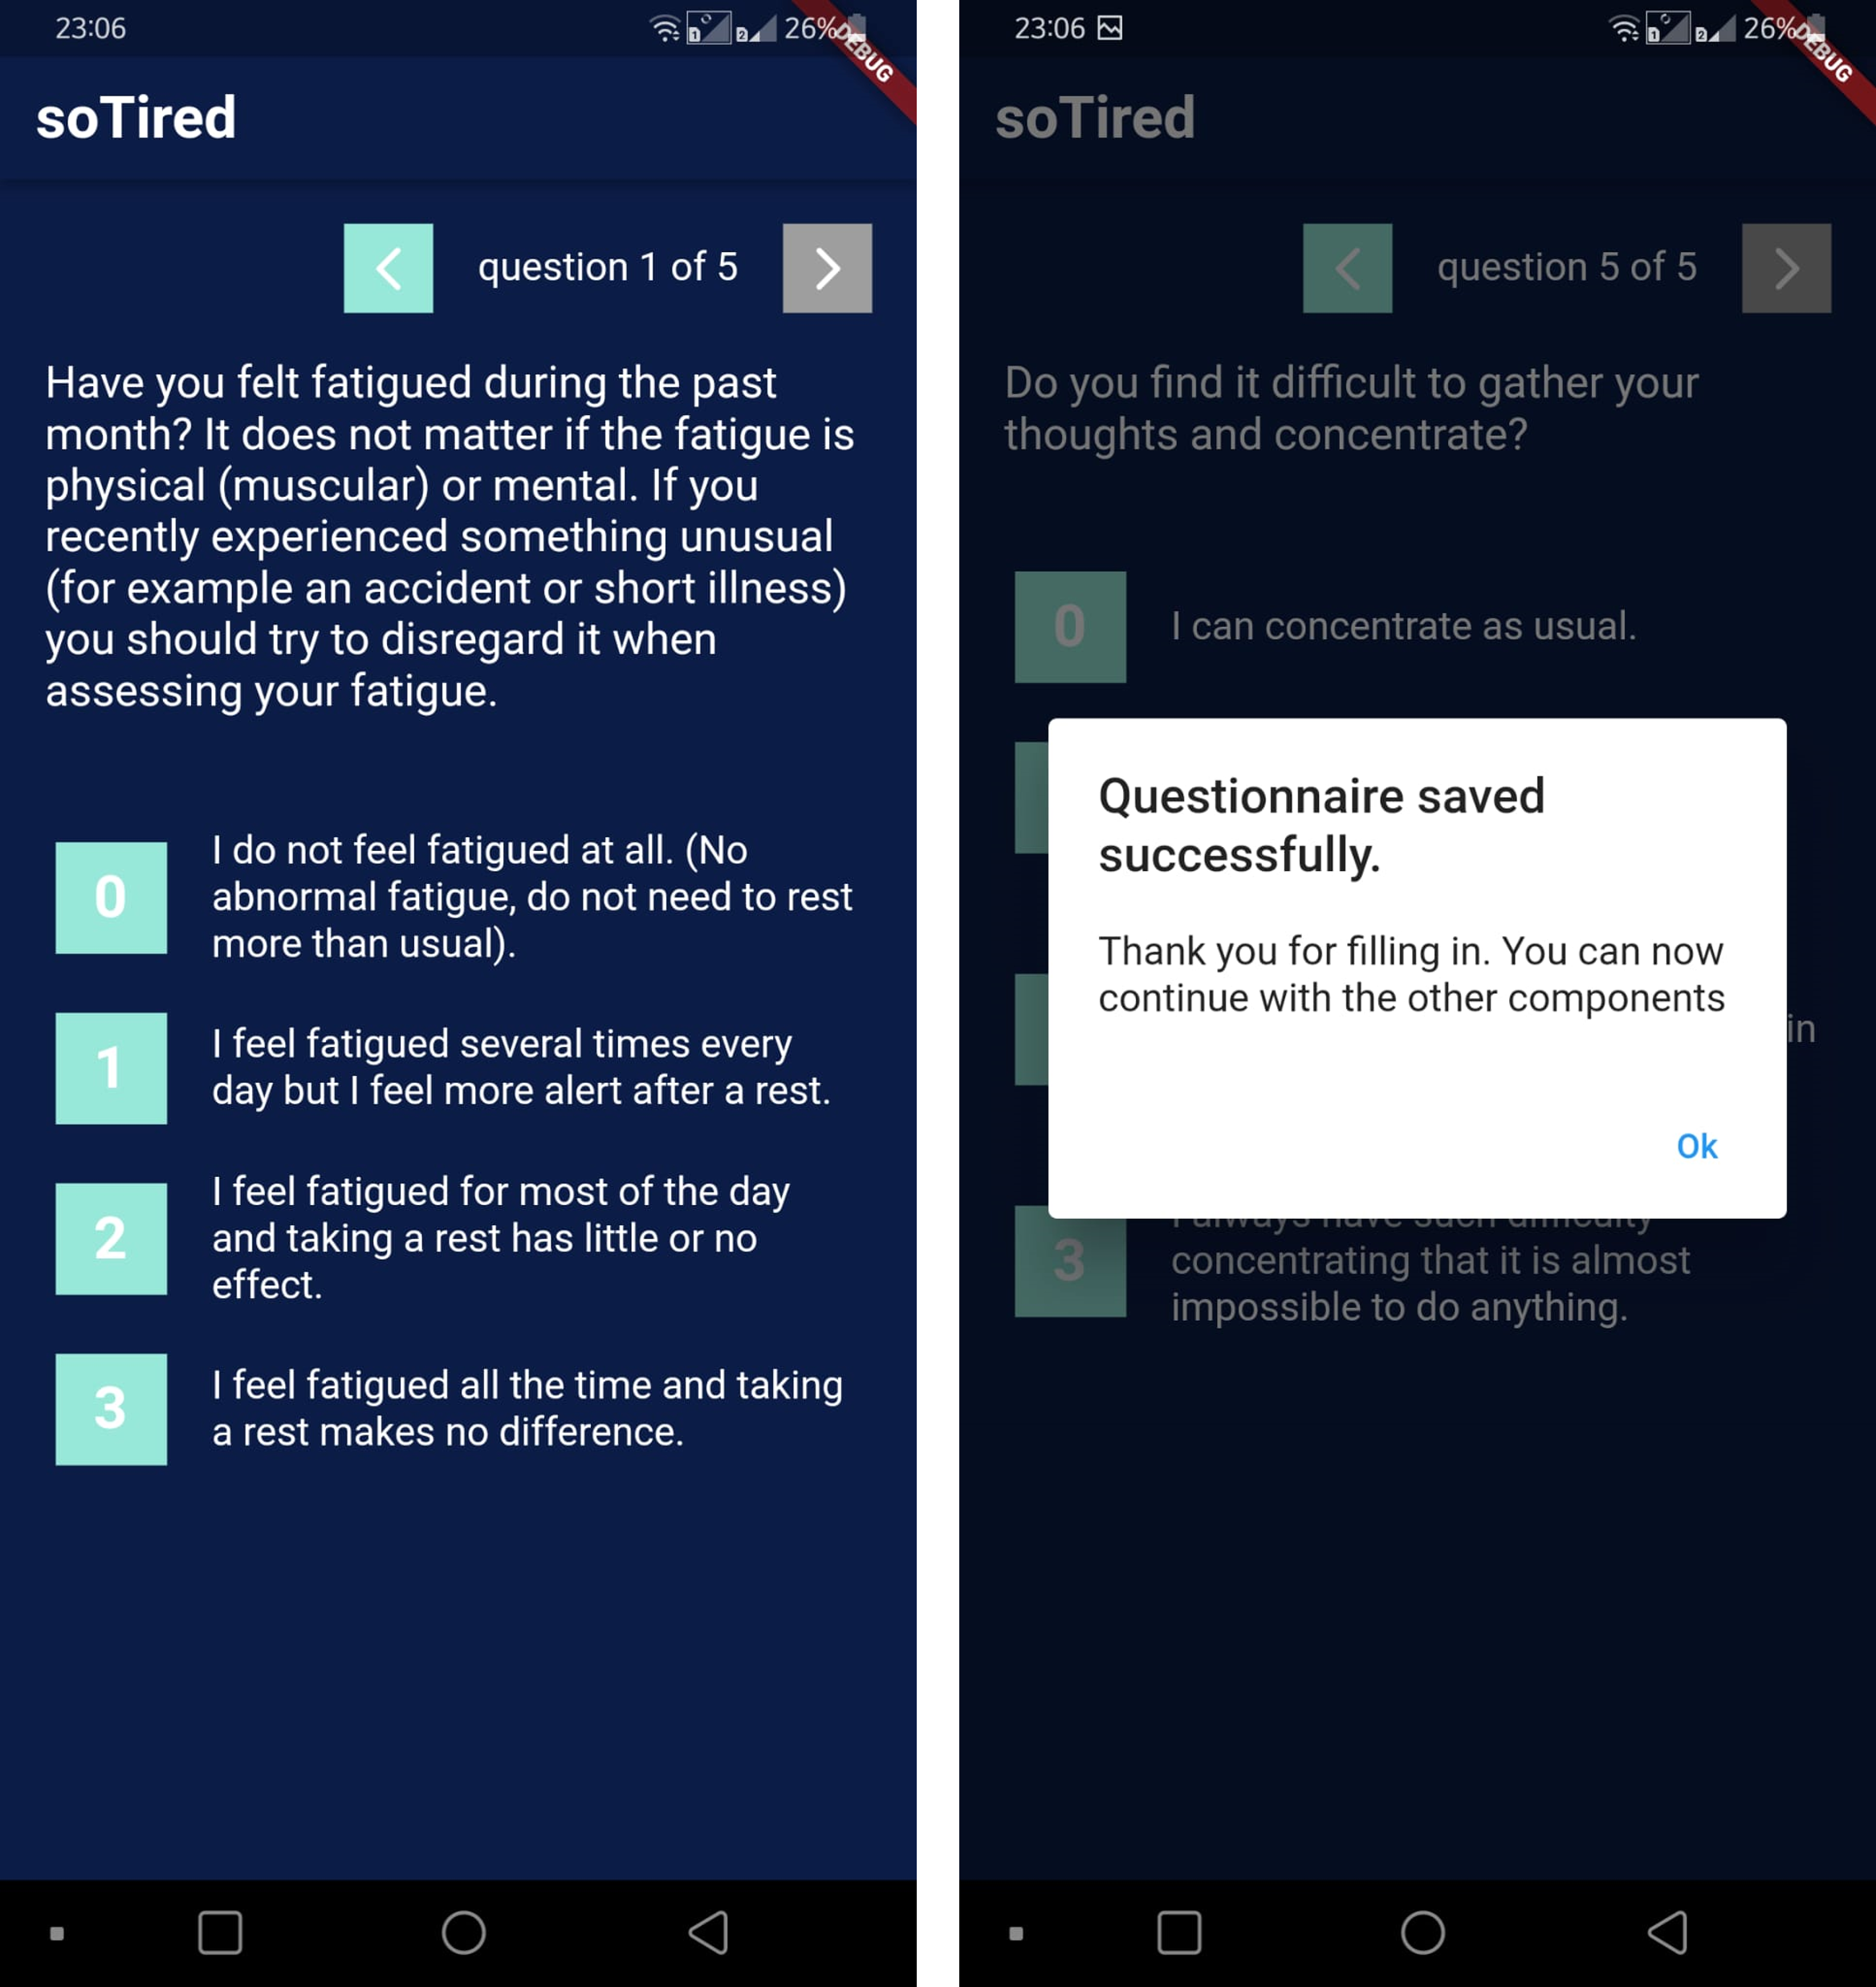 23:06
1
2
26%
DEBUG
soTired
question 1 of 5
Have you felt fatigued during the past
month? It does not matter if the fatigue is
physical (muscular) or mental. If you
recently experienced something unusual
(for example an accident or short illness)
you should try to disregard it when
assessing your fatigue.
0
I do not feel fatigued at all. (No
abnormal fatigue, do not need to rest
more than usual).
1
I feel fatigued several times every
day but I feel more alert after a rest.
2
I feel fatigued for most of the day
and taking a rest has little or no
effect.
3
I feel fatigued all the time and taking
a rest makes no difference.
23:06
1
2
26%
DEBUG
soTired
question 5 of 5
Do you find it difficult to gather your
thoughts and concentrate?
0
I can concentrate as usual.
Questionnaire saved
successfully.
Thank you for filling in. You can now
continue with the other components
in
Ok
3
I always have such difficulty
concentrating that it is almost
impossible to do anything.